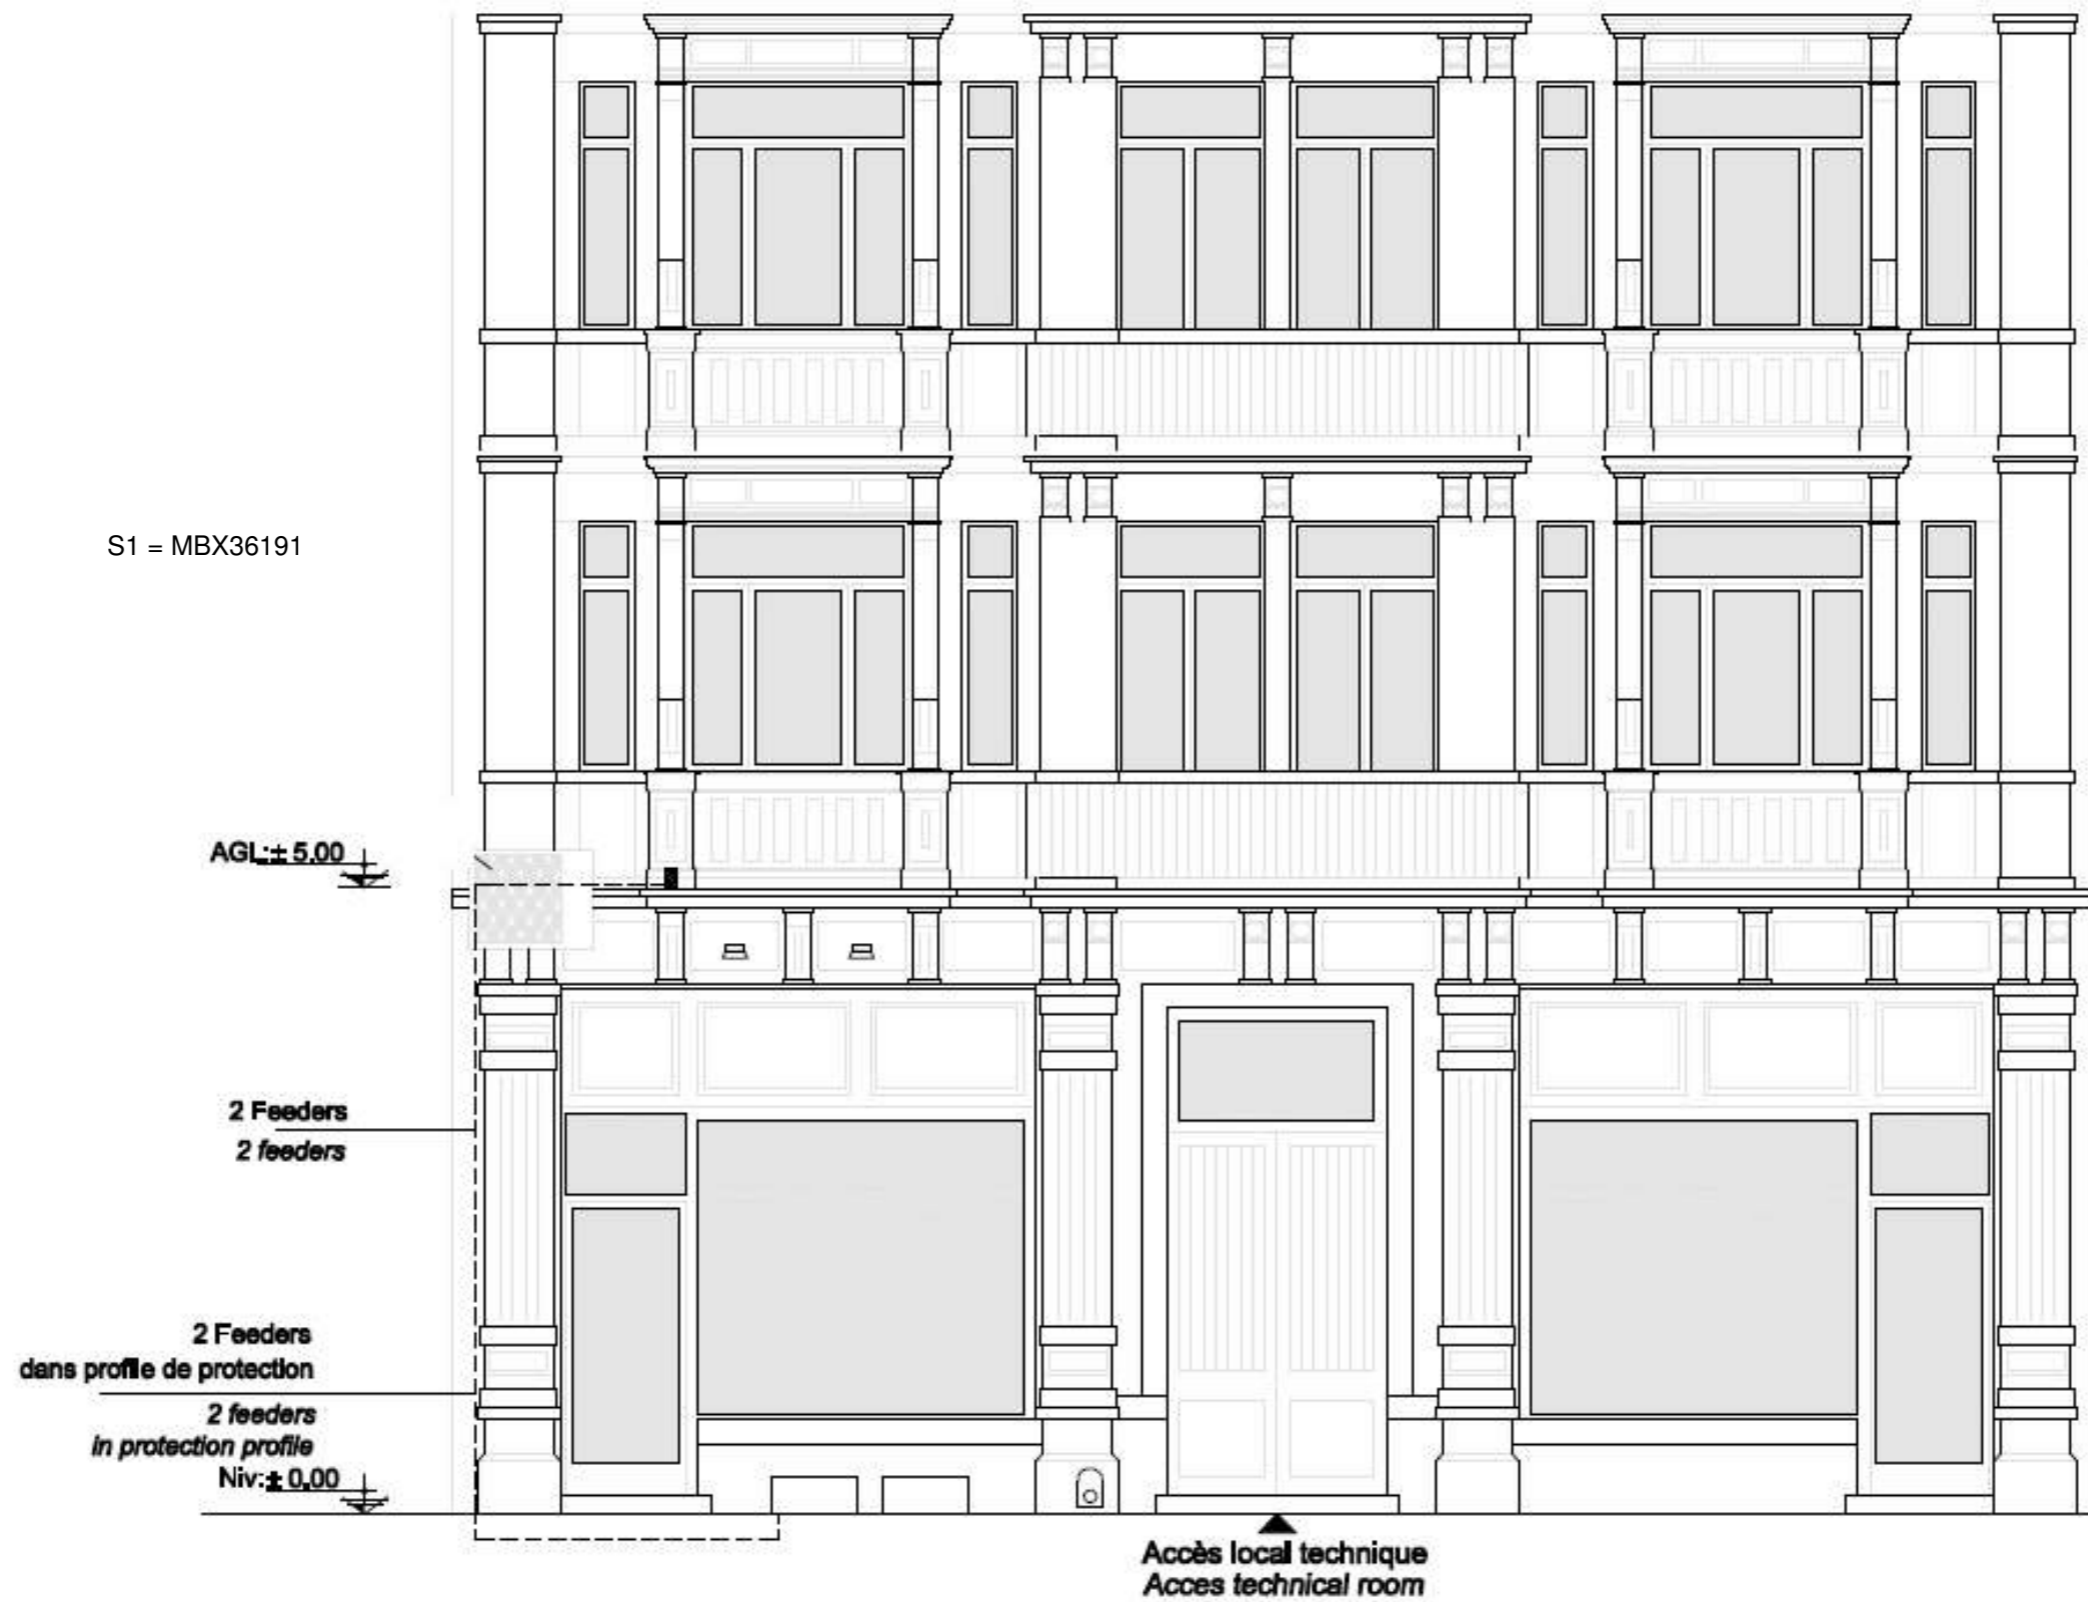 S1 = MBX36191
AGL:± 5.00
2 Feeders
2 feeders
2 Feeders
dans profile de protection
2 feeders
in protection profile
Niv:± 0.00
Accès local technique
Acces technical room